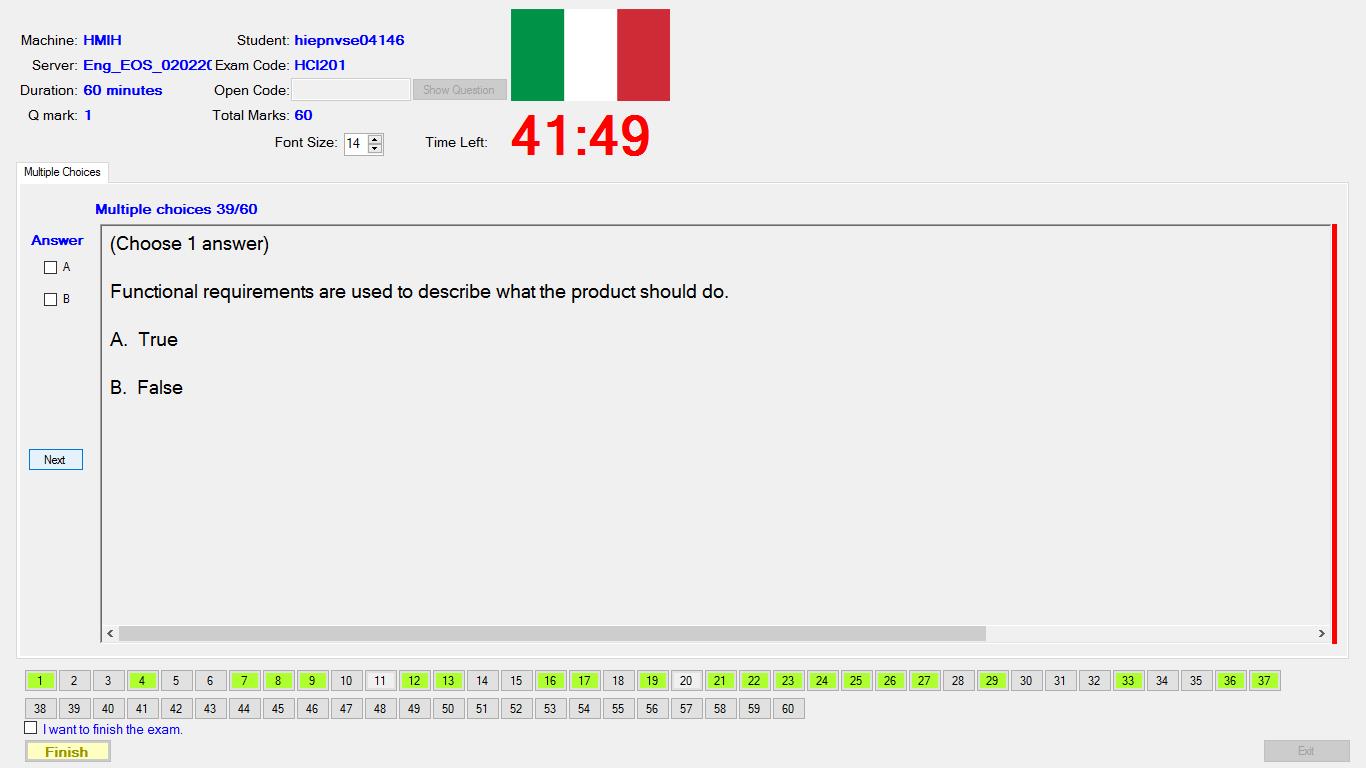 Machine: HMIH Student: hiepnvse04146
Server: Eng_EOS_020220 Exam Code: HCI201
Duration: 60 minutes Open Code: Show Question
Q mark: 1 Total Marks: 60
Font Size: 14 Time Left: 41:49
Multiple Choices
Multiple choices 39/60
Answer
A
B
(Choose 1 answer)
Functional requirements are used to describe what the product should do.
A. True
B. False
Next
1 2 3 4 5 6 7 8 9 10 11 12 13 14 15 16 17 18 19 20 21 22 23 24 25 26 27 28 29 30 31 32 33 34 35 36 37
38 39 40 41 42 43 44 45 46 47 48 49 50 51 52 53 54 55 56 57 58 59 60
I want to finish the exam.
Finish Exit